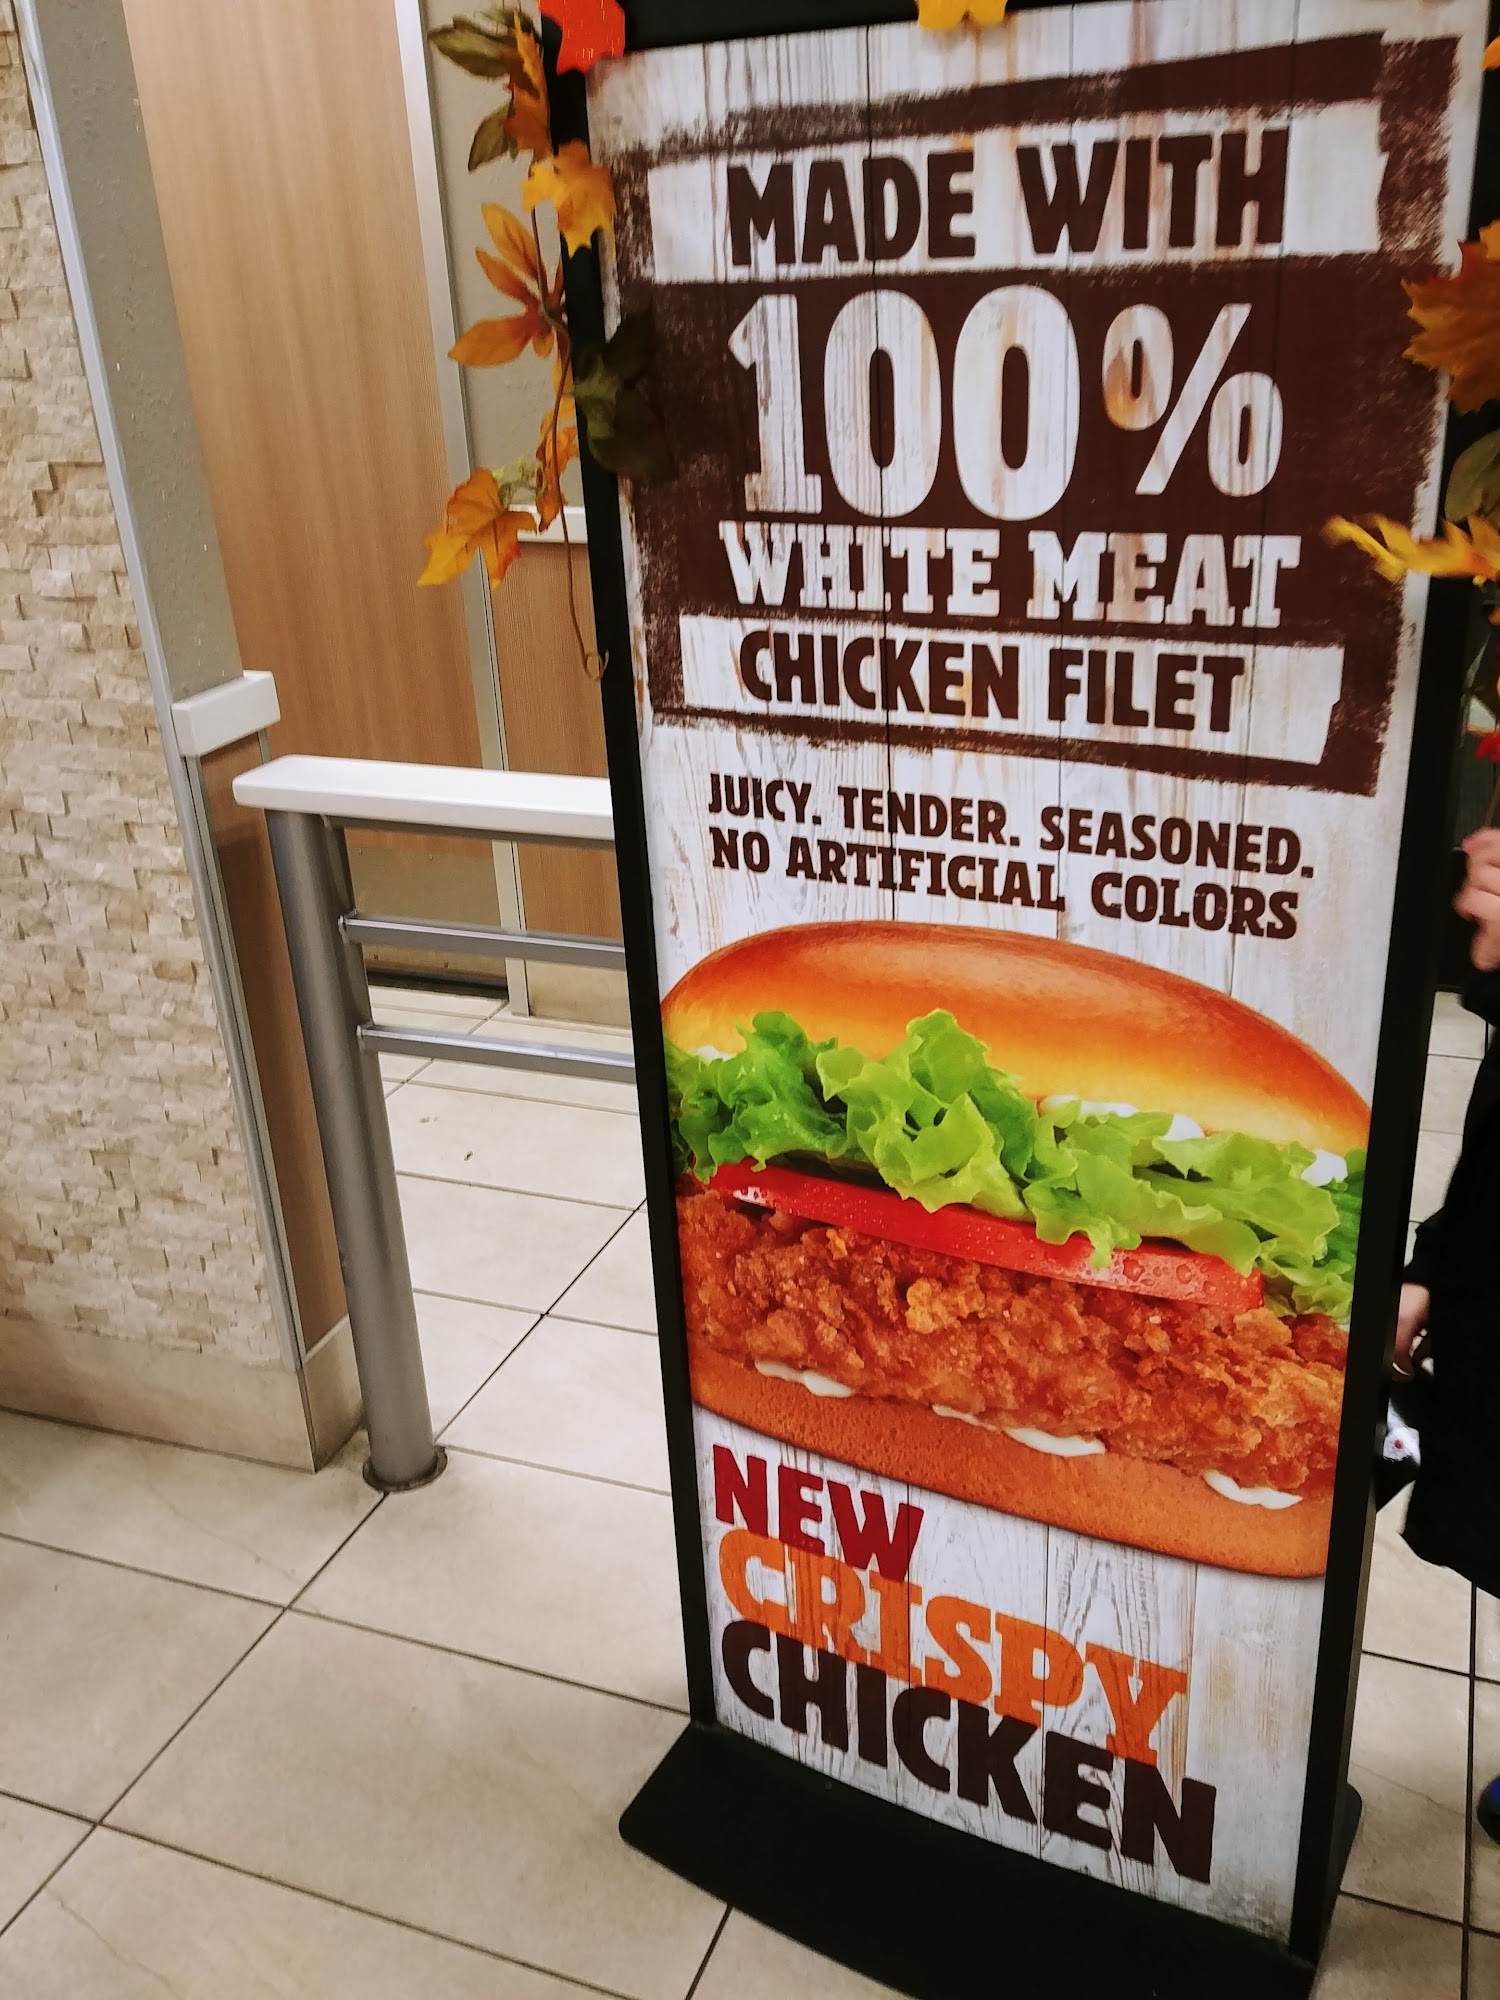 MADE WITH
100%
WHITE MEAT
CHICKEN FILET
JUICY. TENDER. SEASONED.
NO ARTIFICIAL COLORS
NEW
CRISPY
CHICKEN